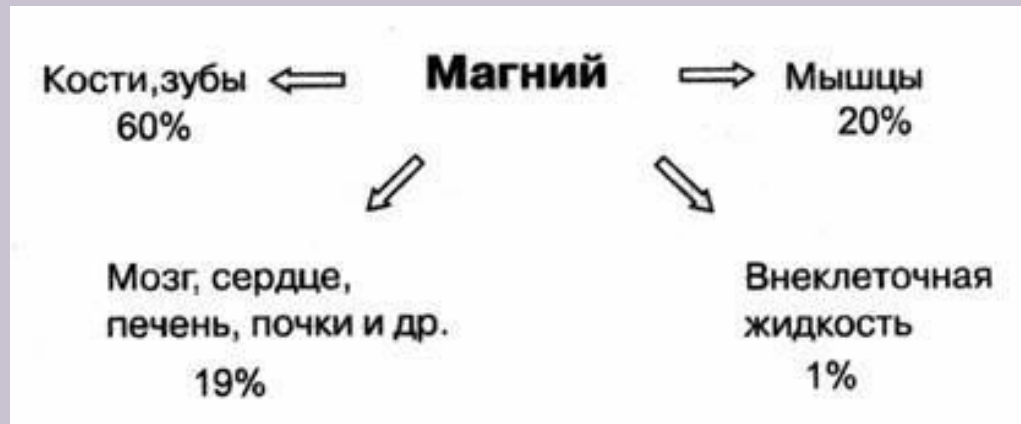 Магний
Кости,зубы
60%
Мышцы
20%
Мозг, сердце,
печень, почки и др.
19%
Внеклеточная
жидкость
1%